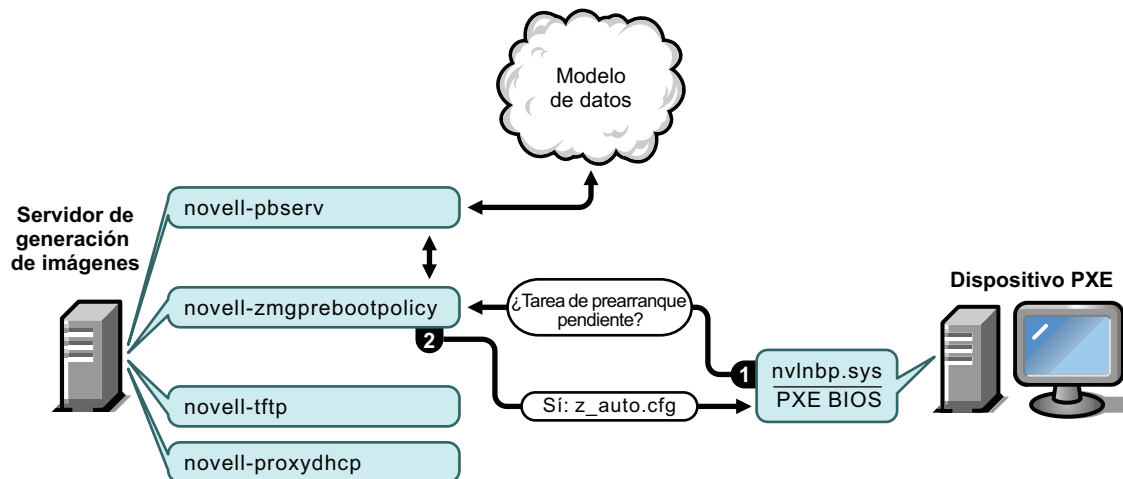 Modelo
de datos
Servidor de
generación
de imágenes
novell-pbserv
novell-zmgprebootpolicy
2
¿Tarea de prearranque
pendiente?
Sí: z_auto.cfg
novell-tftp
novell-proxydhcp
Dispositivo PXE
1
nvlnbp.sys
PXE BIOS